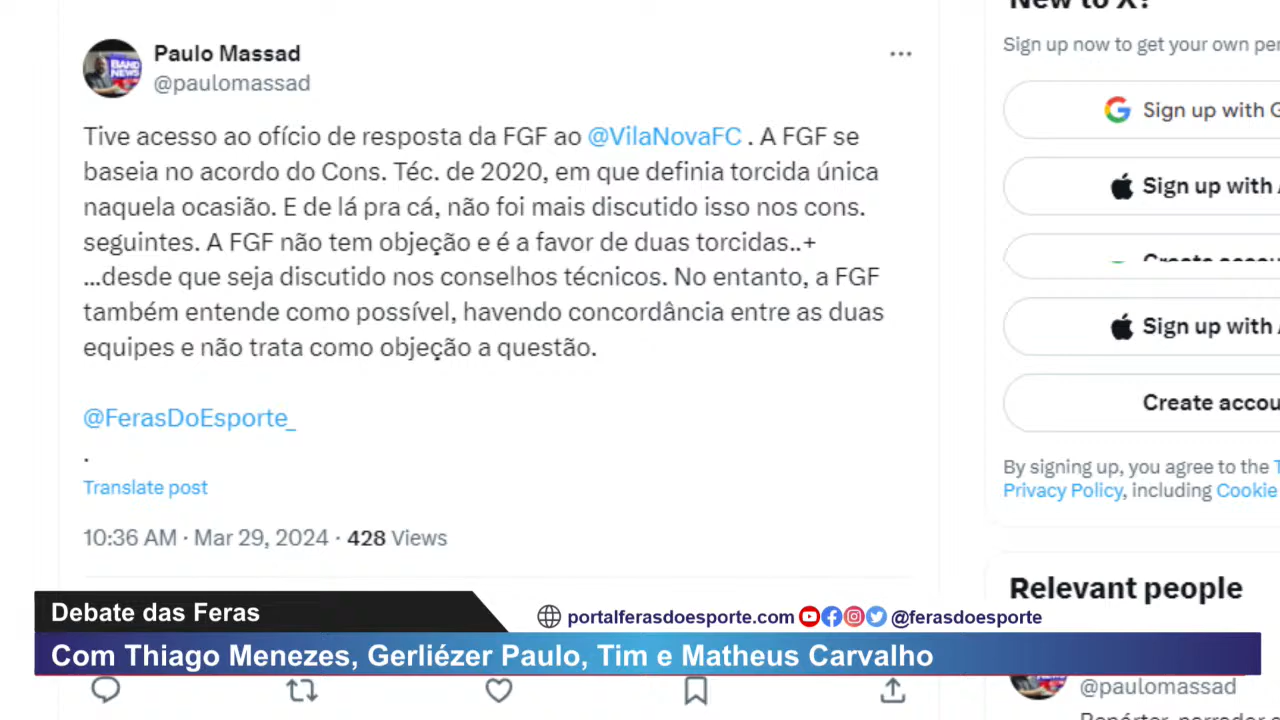 New to X?
Paulo Massad
@paulomassad
Sign up now to get your own
Tive acesso ao ofício de resposta da FGF ao @VilaNovaFC . A FGF se
baseia no acordo do Cons. Téc. de 2020, em que definia torcida única
naquela ocasião. E de lá pra cá, não foi mais discutido isso nos cons.
seguintes. A FGF não tem objeção e é a favor de duas torcidas..+
...desde que seja discutido nos conselhos técnicos. No entanto, a FGF
também entende como possível, havendo concordância entre as duas
equipes e não trata como objeção a questão.
@FerasDoEsporte_
.
Translate post
10:36 AM · Mar 29, 2024 · 428 Views
Sign up with G
Sign up with
Sign up with
Create accou
By signing up, you agree to the
Privacy Policy, including Cookie
Relevant people
@paulomassad
Debate das Feras
portalferasdoesporte.com @ferasdoesporte
Com Thiago Menezes, Gerliézer Paulo, Tim e Matheus Carvalho